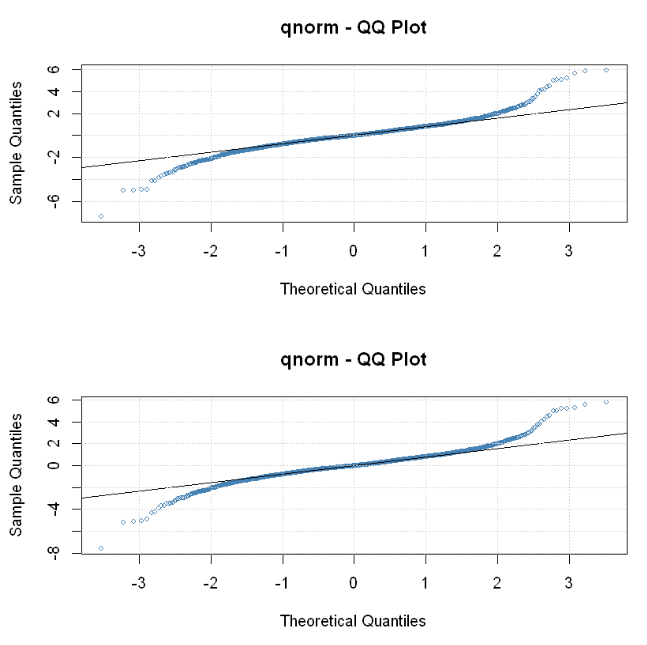 qnorm - QQ Plot
Sample Quantiles
6
4
2
-2
-6
-3 -2 -1 0 1 2 3
Theoretical Quantiles
qnorm - QQ Plot
Sample Quantiles
6
4
2
0
-4
-8
-3 -2 -1 0 1 2 3
Theoretical Quantiles